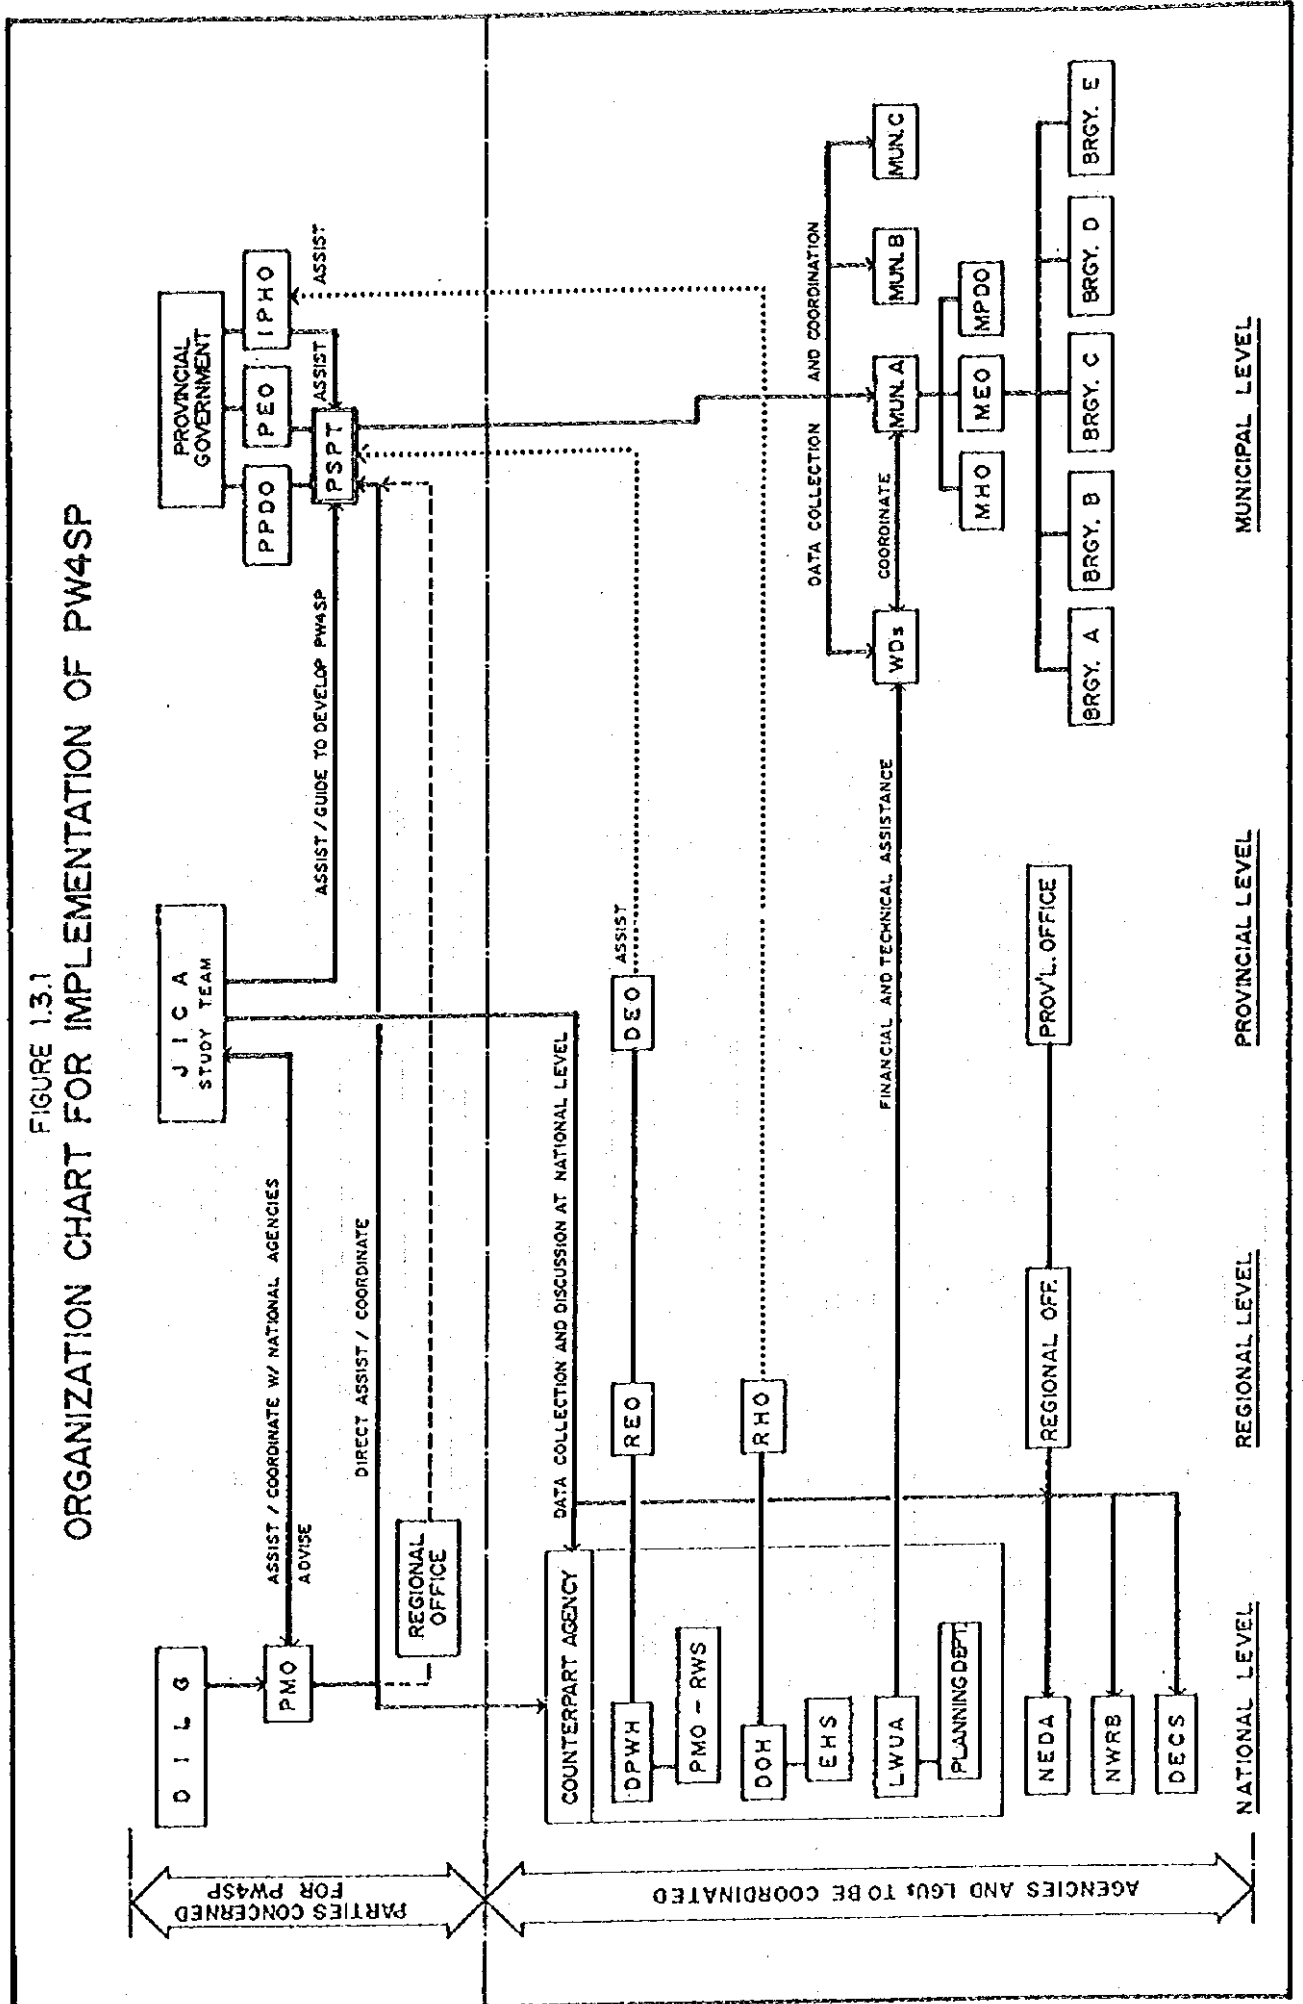 FIGURE 1.3.1
ORGANIZATION CHART FOR IMPLEMENTATION OF PW4SP
PARTIES CONCERNED
FOR PW4SP
D I L G
PMO
ASSIST / COORDINATE W/ NATIONAL AGENCIES
ADVISE
J I C A
STUDY TEAM
ASSIST / GUIDE TO DEVELOP PW4SP
PROVINCIAL
GOVERNMENT
PPDO
PEO
IPHO
PSPT
ASSIST
ASSIST
DIRECT ASSIST / COORDINATE
REGIONAL
OFFICE
AGENCIES AND LGUs TO BE COORDINATED
COUNTERPART AGENCY
DATA COLLECTION AND DISCUSSION AT NATIONAL LEVEL
DPWH
PMO - RWS
REO
DEO
ASSIST
DOH
EHS
RHO
LWUA
PLANNING DEPT.
FINANCIAL AND TECHNICAL ASSISTANCE
DATA COLLECTION AND COORDINATION
WDs
COORDINATE
MUN. A
MUN. B
MUN. C
MHO
MEO
MPDO
NEDA
REGIONAL OFF.
PROV'L. OFFICE
NWRB
DECS
BRGY. A
BRGY. B
BRGY. C
BRGY. D
BRGY. E
NATIONAL LEVEL
REGIONAL LEVEL
PROVINCIAL LEVEL
MUNICIPAL LEVEL